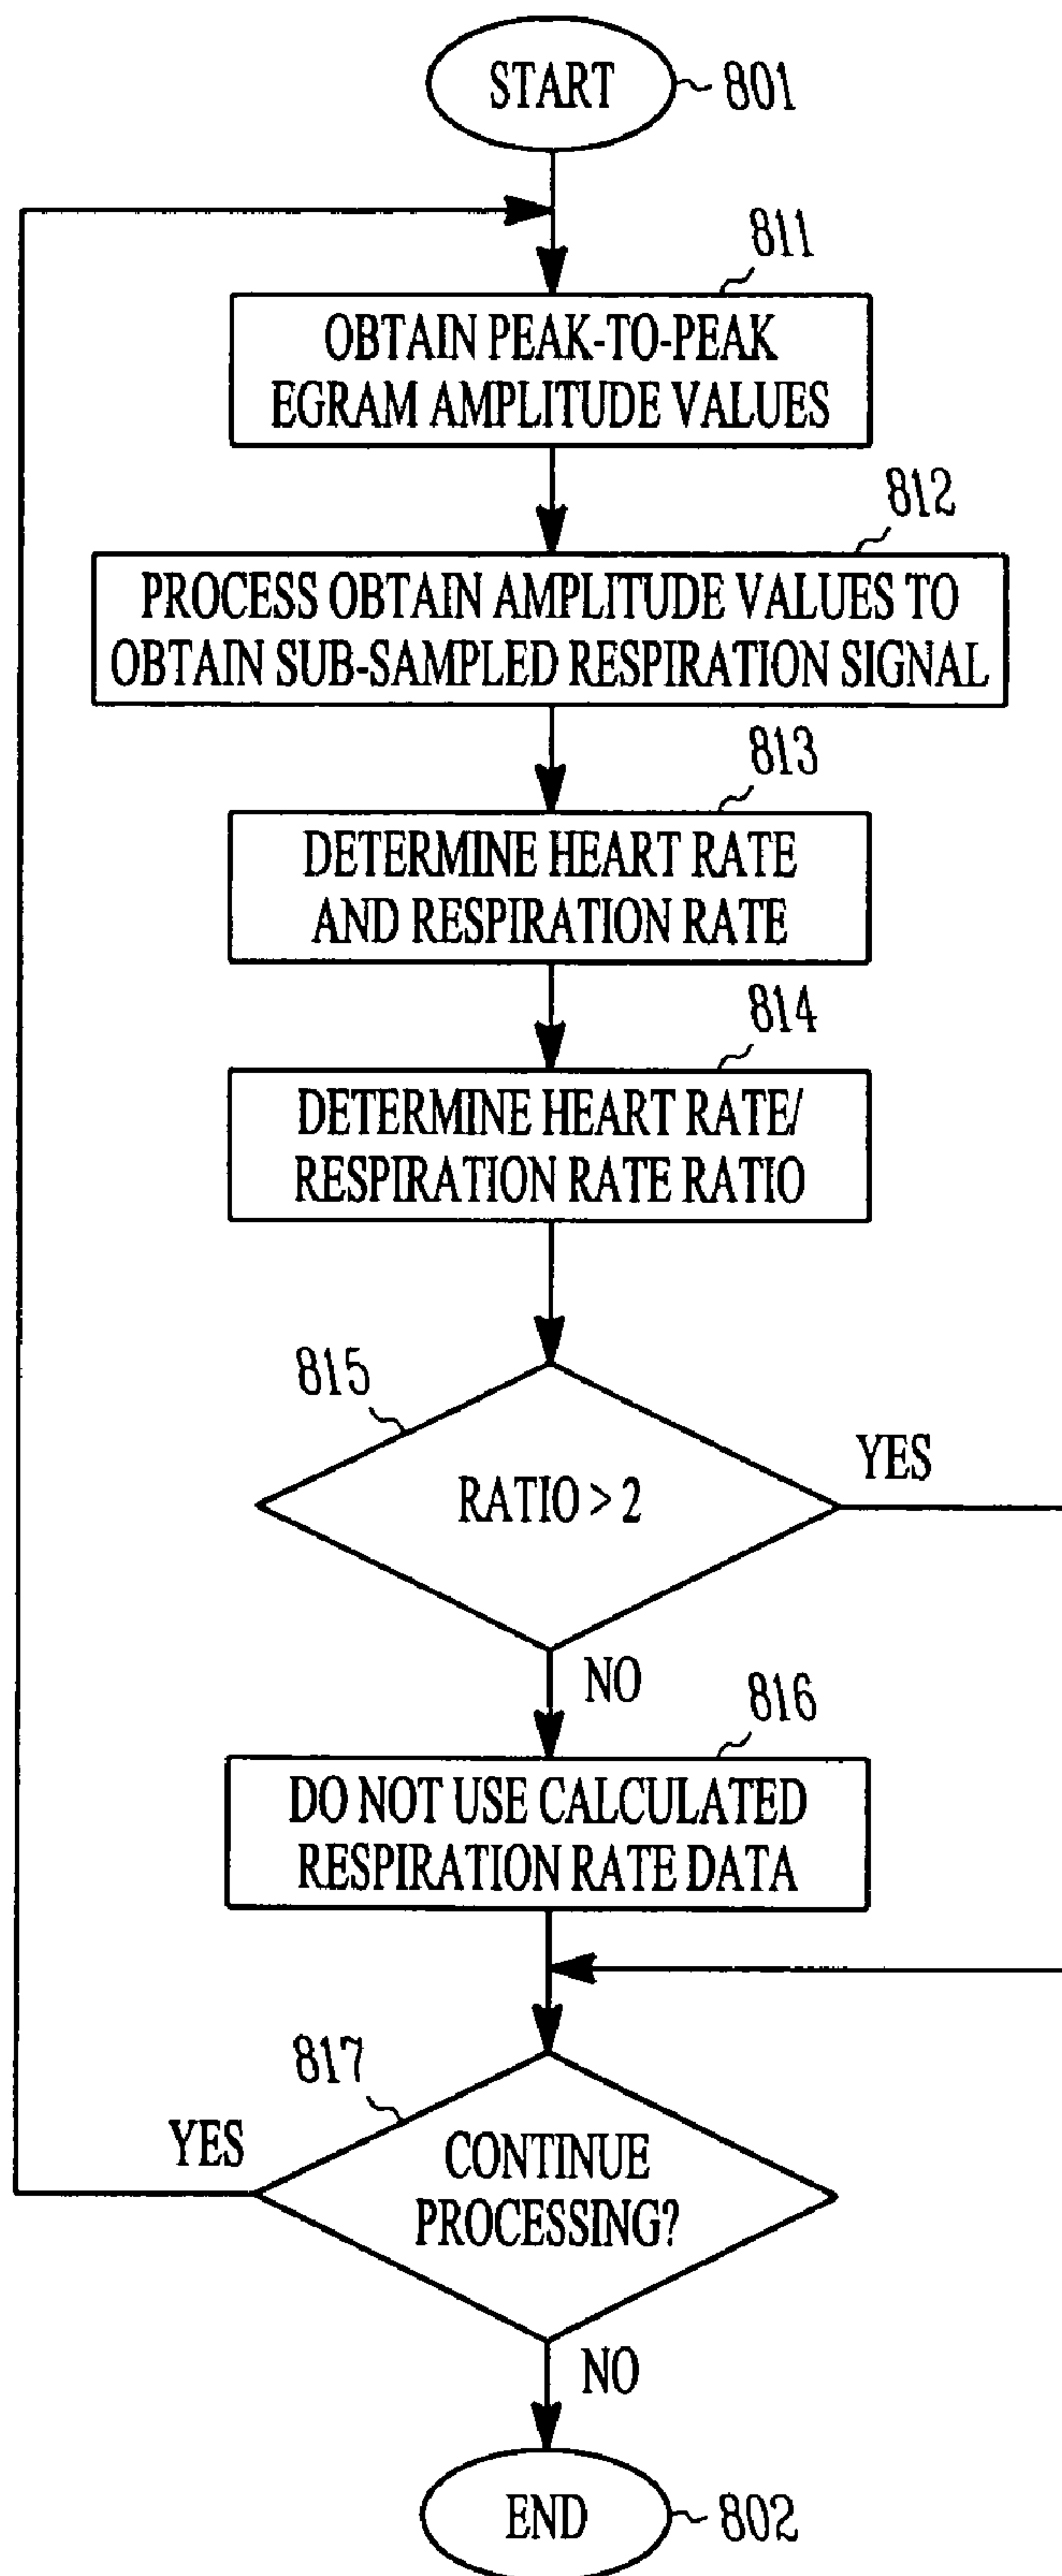 START
801
811
OBTAIN PEAK-TO-PEAK
EGRAM AMPLITUDE VALUES
812
PROCESS OBTAIN AMPLITUDE VALUES TO
OBTAIN SUB-SAMPLED RESPIRATION SIGNAL
813
DETERMINE HEART RATE
AND RESPIRATION RATE
814
DETERMINE HEART RATE/
RESPIRATION RATE RATIO
815
RATIO > 2
YES
NO
816
DO NOT USE CALCULATED
RESPIRATION RATE DATA
817
YES
CONTINUE
PROCESSING?
NO
END
802